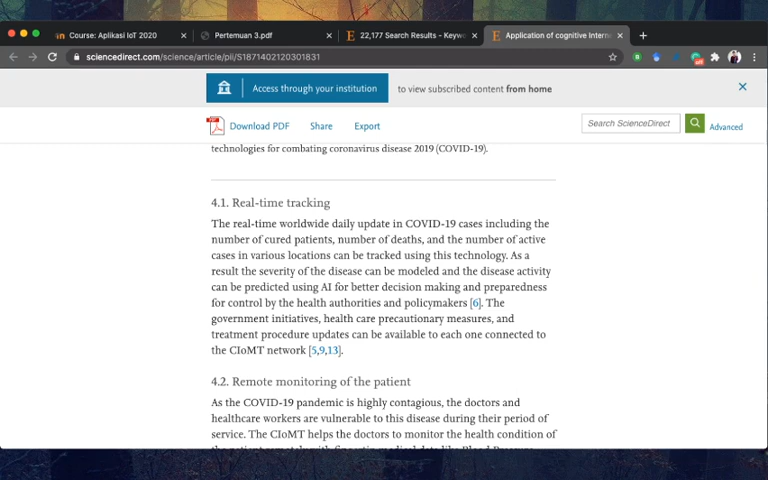 Course: Aplikasi IoT 2020
Pertemuan 3.pdf
22,177 Search Results - Keywo
Application of cognitive Intern
sciencedirect.com/science/article/pii/S1871402120301831
Access through your institution
to view subscribed content from home
Download PDF
Share
Export
Search ScienceDirect
Advanced
technologies for combating coronavirus disease 2019 (COVID-19).
4.1. Real-time tracking
The real-time worldwide daily update in COVID-19 cases including the
number of cured patients, number of deaths, and the number of active
cases in various locations can be tracked using this technology. As a
result the severity of the disease can be modeled and the disease activity
can be predicted using AI for better decision making and preparedness
for control by the health authorities and policymakers [6]. The
government initiatives, health care precautionary measures, and
treatment procedure updates can be available to each one connected to
the CIoMT network [5,9,13].
4.2. Remote monitoring of the patient
As the COVID-19 pandemic is highly contagious, the doctors and
healthcare workers are vulnerable to this disease during their period of
service. The CIoMT helps the doctors to monitor the health condition of